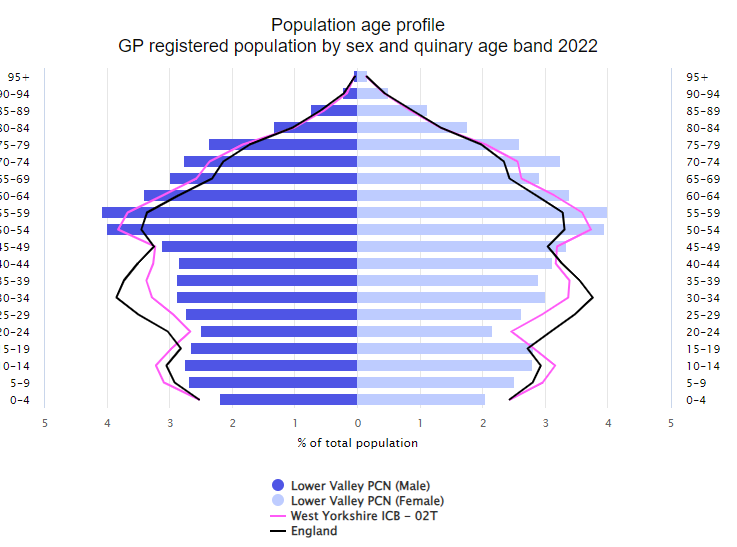 Population age profile
GP registered population by sex and quinary age band 2022
95+ 95+
90-94 90-94
85-89 85-89
80-84 80-84
75-79 75-79
70-74 70-74
65-69 65-69
60-64 60-64
55-59 55-59
50-54 50-54
45-49 45-49
40-44 40-44
35-39 35-39
30-34 30-34
25-29 25-29
20-24 20-24
5-19 15-19
0-14 10-14
5-9 5-9
0-4 0-4
5 4 3 2 1 0 1 2 3 4 5
% of total population
Lower Valley PCN (Male)
Lower Valley PCN (Female)
West Yorkshire ICB - 02T
England